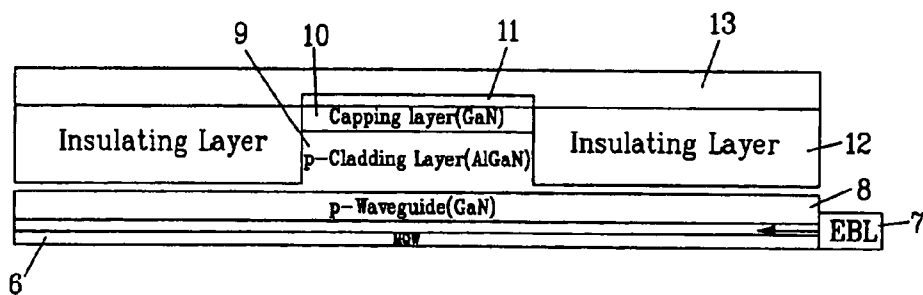 9
10
11
13
Capping layer(GaN)
Insulating Layer
p-Cladding Layer(AlGaN)
Insulating Layer
12
p-Waveguide(GaN)
8
EBL
7
MQW
6